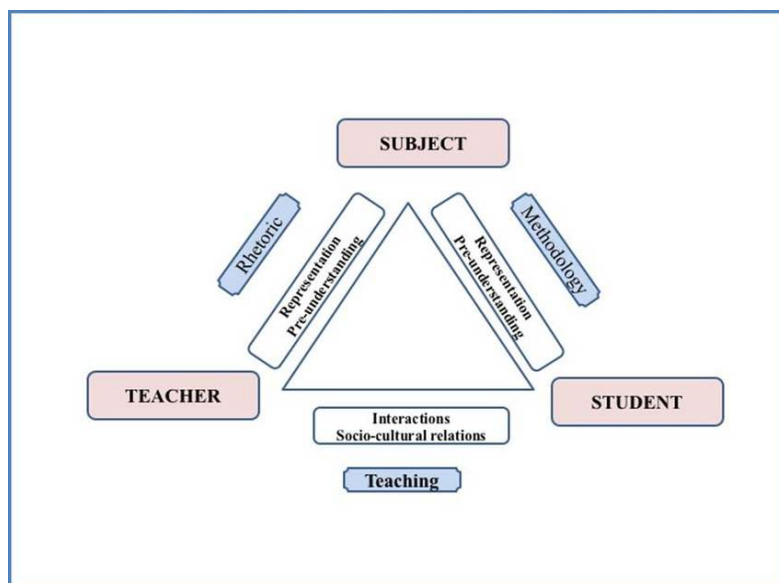 SUBJECT
Rhetoric
Representation
Pre-understanding
Representation
Pre-understanding
Methodology
TEACHER
STUDENT
Interactions
Socio-cultural relations
Teaching